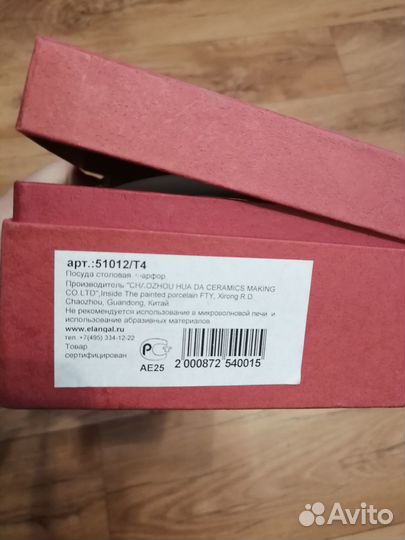 арт.:51012/T4
Посуда столовая фарфор
Производитель "CHAOZHOU HUA DA CERAMICS MAKING
CO.LTD",Inside The painted porcelain FTY, Xirong R.D.
Chaozhou, Guandong, Китай
Не рекомендуется использование в микроволновой печи и
использование абразивных материалов
www.elangal.ru
тел +7(495) 334-12-22
Товар
сертифицирован
АЕ25
2 000872 540015
Avito